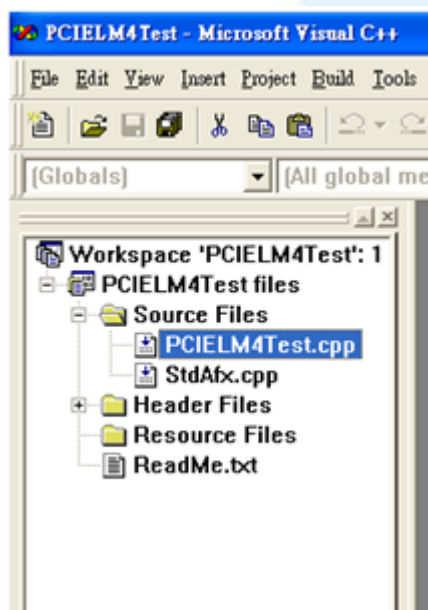 PCIELM4Test - Microsoft Visual C++
File Edit View Insert Project Build Tools
(Globals) (All global me
Workspace 'PCIELM4Test': 1
PCIELM4Test files
Source Files
PCIELM4Test.cpp
StdAfx.cpp
Header Files
Resource Files
ReadMe.txt